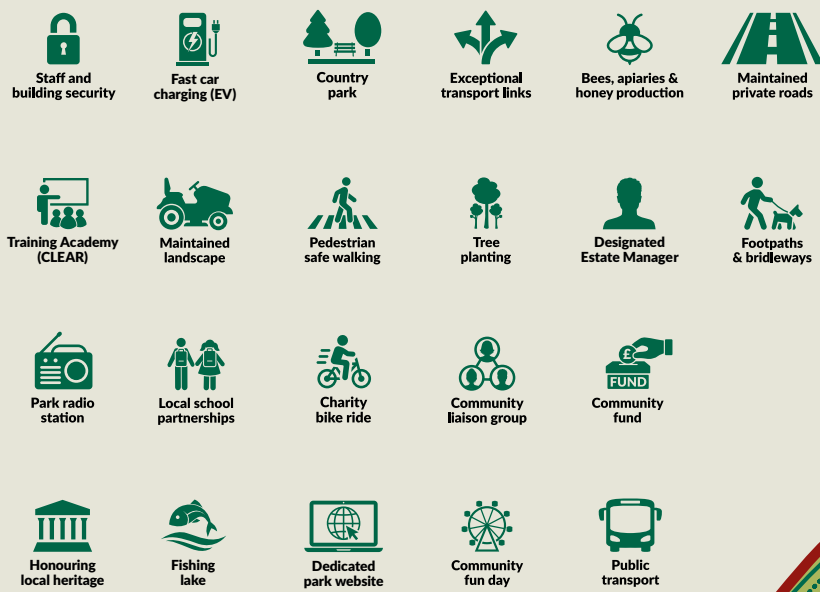 Staff and
building security
Fast car
charging (EV)
Country
park
Exceptional
transport links
Bees, apiaries &
honey production
Maintained
private roads
Training Academy
(CLEAR)
Maintained
landscape
Pedestrian
safe walking
Tree
planting
Designated
Estate Manager
Footpaths
& bridleways
Park radio
station
Local school
partnerships
Charity
bike ride
Community
liaison group
£
FUND
Community
fund
Honouring
local heritage
Fishing
lake
Dedicated
park website
Community
fun day
Public
transport